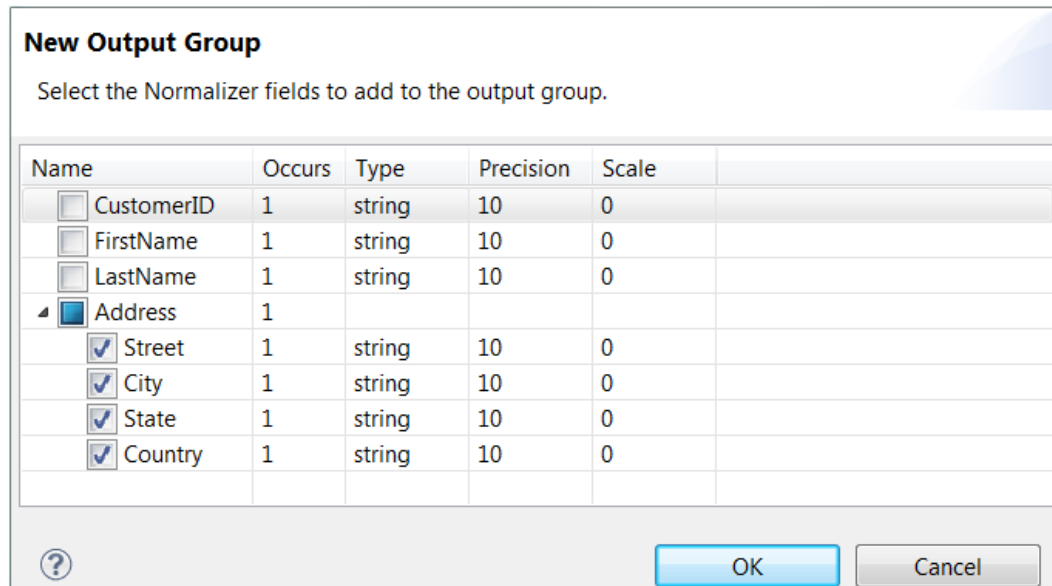 New Output Group
Select the Normalizer fields to add to the output group.
Name Occurs Type Precision Scale
CustomerID 1 string 10 0
FirstName 1 string 10 0
LastName 1 string 10 0
Address 1
Street 1 string 10 0
City 1 string 10 0
State 1 string 10 0
Country 1 string 10 0
? OK Cancel